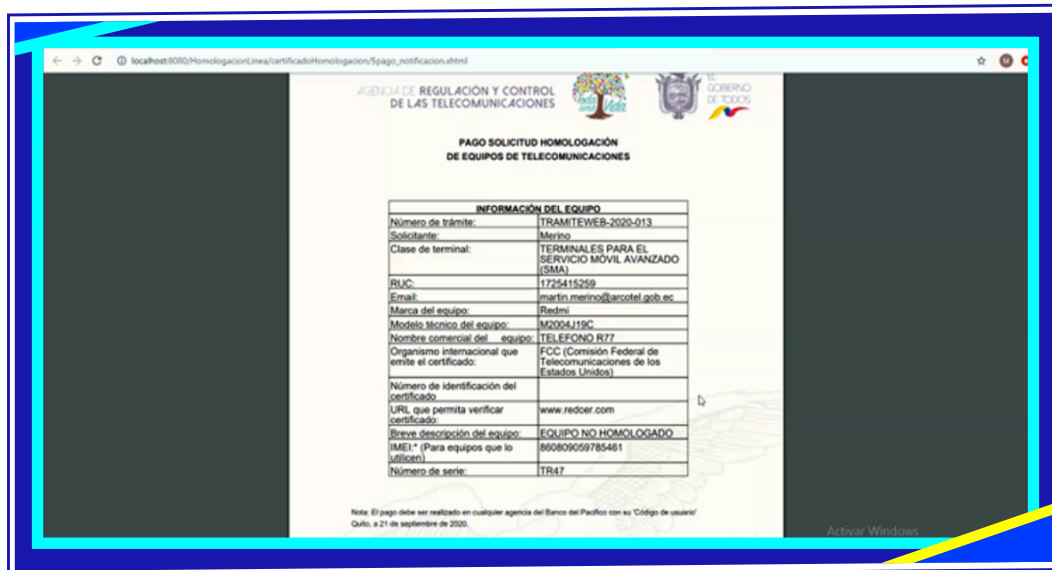 localhost:8080/HomologacionLinea/certificadoHomologacion/5pago_notificacion.xhtml
AGENCIA DE REGULACIÓN Y CONTROL
DE LAS TELECOMUNICACIONES
Toda
una Vida
EL
GOBIERNO
DE TODOS
PAGO SOLICITUD HOMOLOGACIÓN
DE EQUIPOS DE TELECOMUNICACIONES
INFORMACIÓN DEL EQUIPO
Número de trámite: TRAMITEWEB-2020-013
Solicitante: Merino
Clase de terminal: TERMINALES PARA EL
SERVICIO MÓVIL AVANZADO
(SMA)
RUC: 1725415259
Email: martin.merino@arcotel.gob.ec
Marca del equipo: Redmi
Modelo técnico del equipo: M2004J19C
Nombre comercial del equipo: TELEFONO R77
Organismo internacional que FCC (Comisión Federal de
emite el certificado: Telecomunicaciones de los
Estados Unidos)
Número de identificación del
certificado
URL que permita verificar www.redcer.com
certificado:
Breve descripción del equipo: EQUIPO NO HOMOLOGADO
IMEI:* (Para equipos que lo 860809059785461
utilicen)
Número de serie: TR47
Nota: El pago debe ser realizado en cualquier agencia del Banco del Pacífico con su 'Código de usuario'
Quito, a 21 de septiembre de 2020.
Activar Windows
M